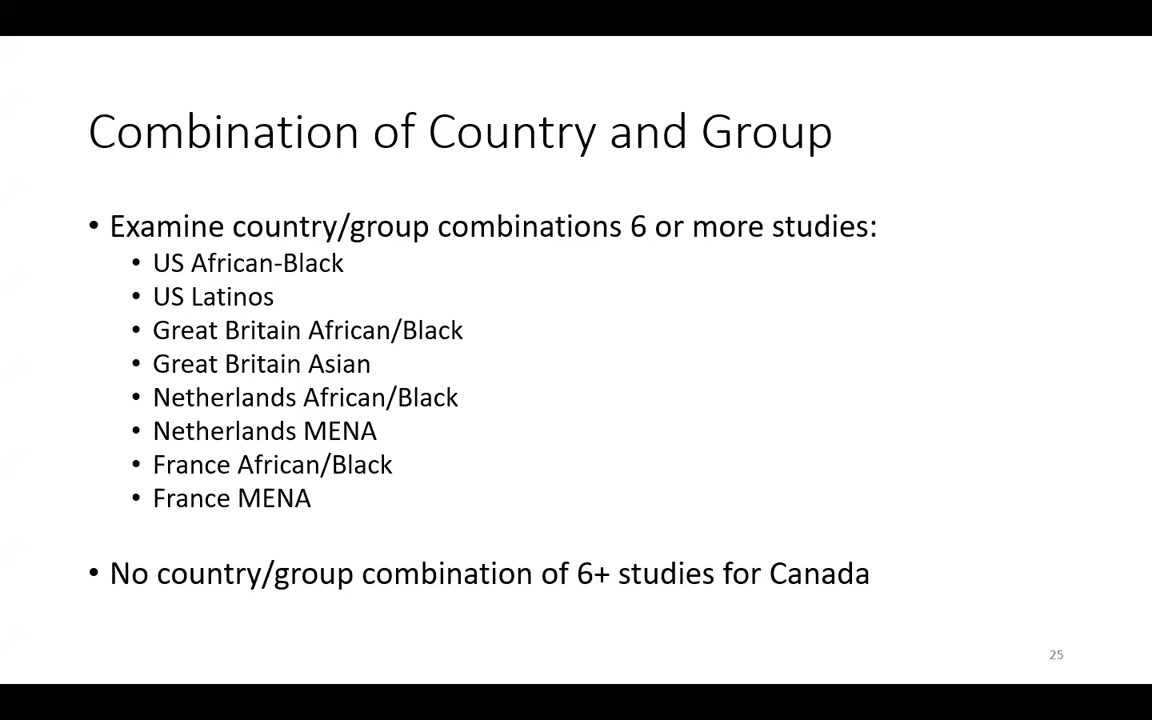 Combination of Country and Group
• Examine country/group combinations 6 or more studies:
• US African-Black
• US Latinos
• Great Britain African/Black
• Great Britain Asian
• Netherlands African/Black
• Netherlands MENA
• France African/Black
• France MENA
• No country/group combination of 6+ studies for Canada
25